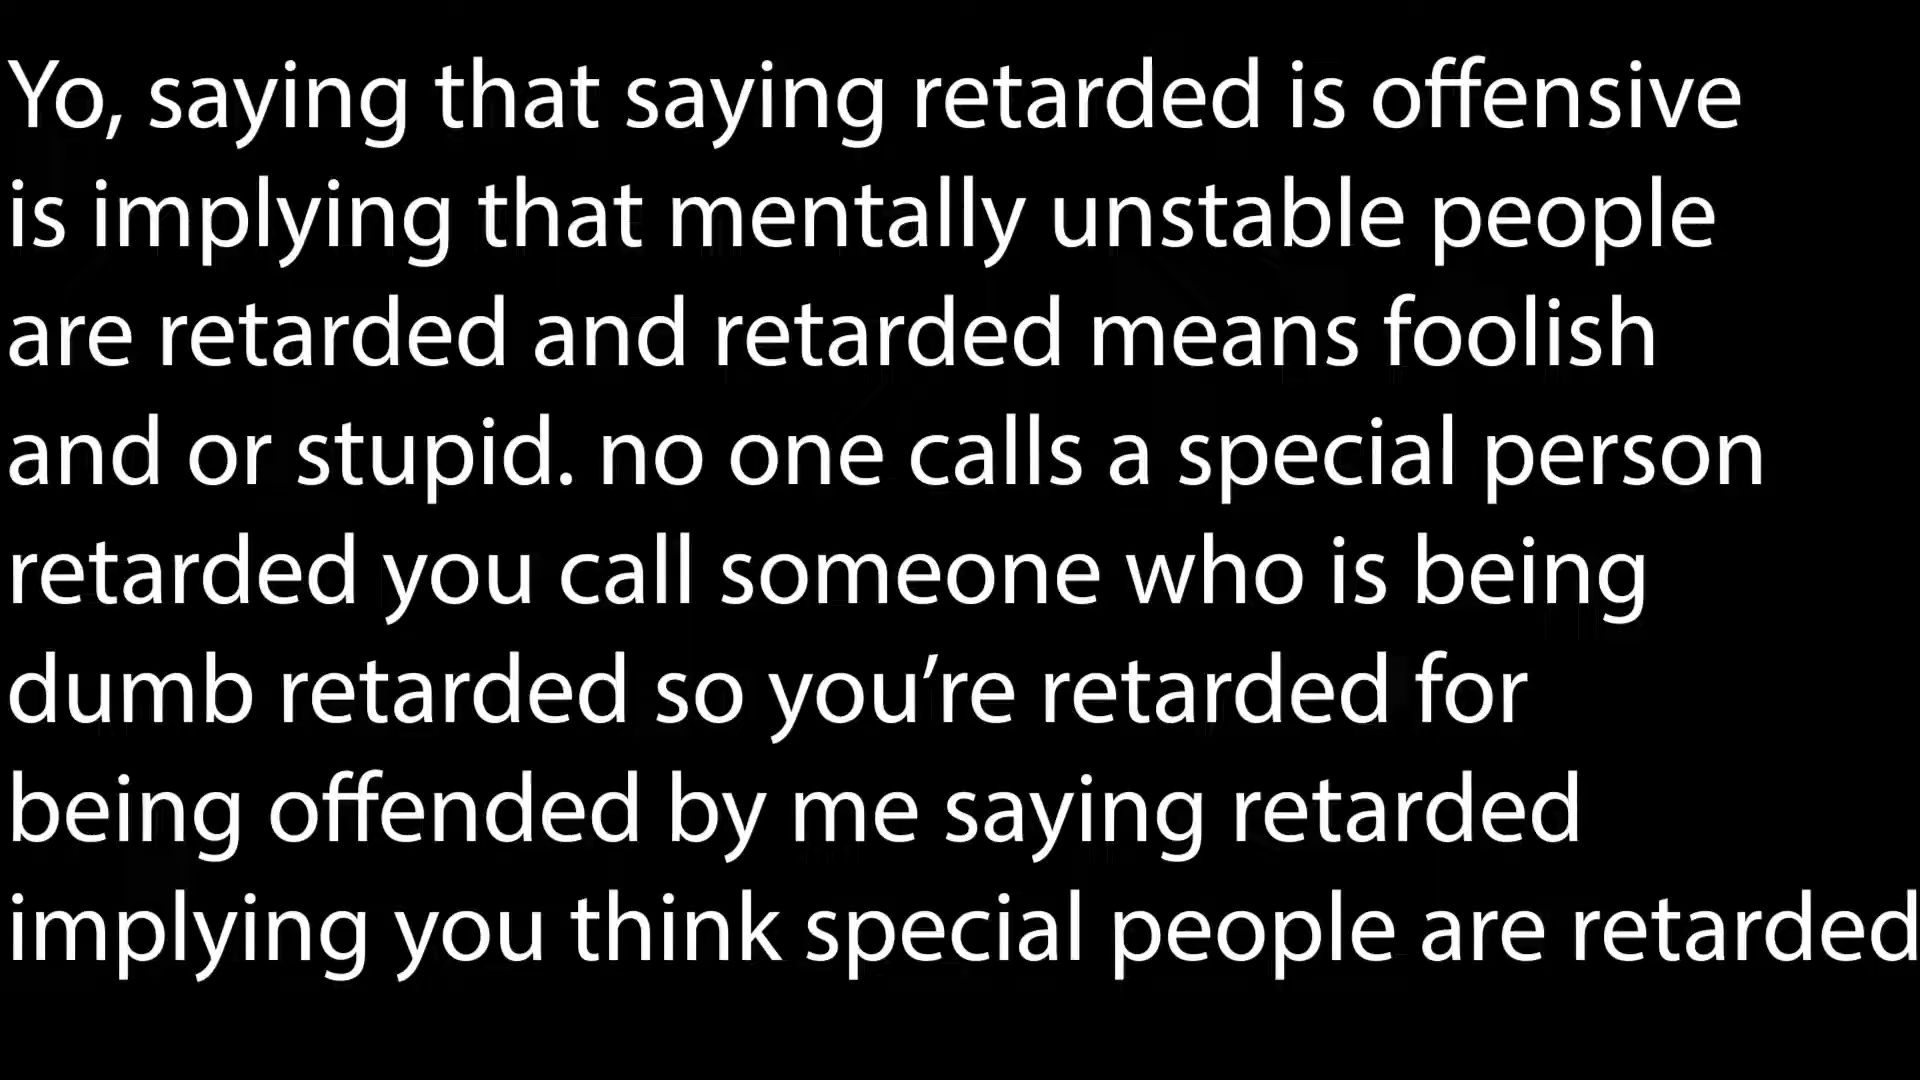 Yo, saying that saying retarded is offensive
is implying that mentally unstable people
are retarded and retarded means foolish
and or stupid. no one calls a special person
retarded you call someone who is being
dumb retarded so you’re retarded for
being offended by me saying retarded
implying you think special people are retarded